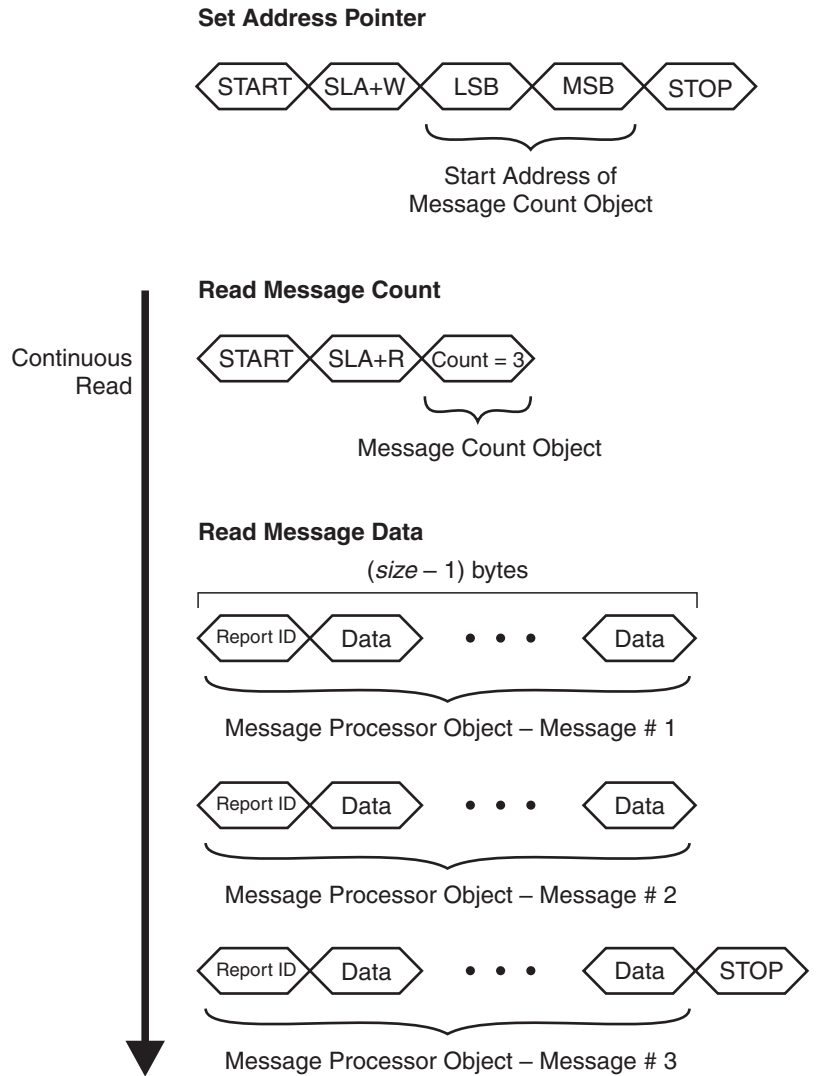 Set Address Pointer
START SLA+W LSB MSB STOP
Start Address of
Message Count Object
Read Message Count
Continuous
Read
START SLA+R Count = 3
Message Count Object
Read Message Data
(size – 1) bytes
Report ID Data • • • Data
Message Processor Object – Message # 1
Report ID Data • • • Data
Message Processor Object – Message # 2
Report ID Data • • • Data STOP
Message Processor Object – Message # 3